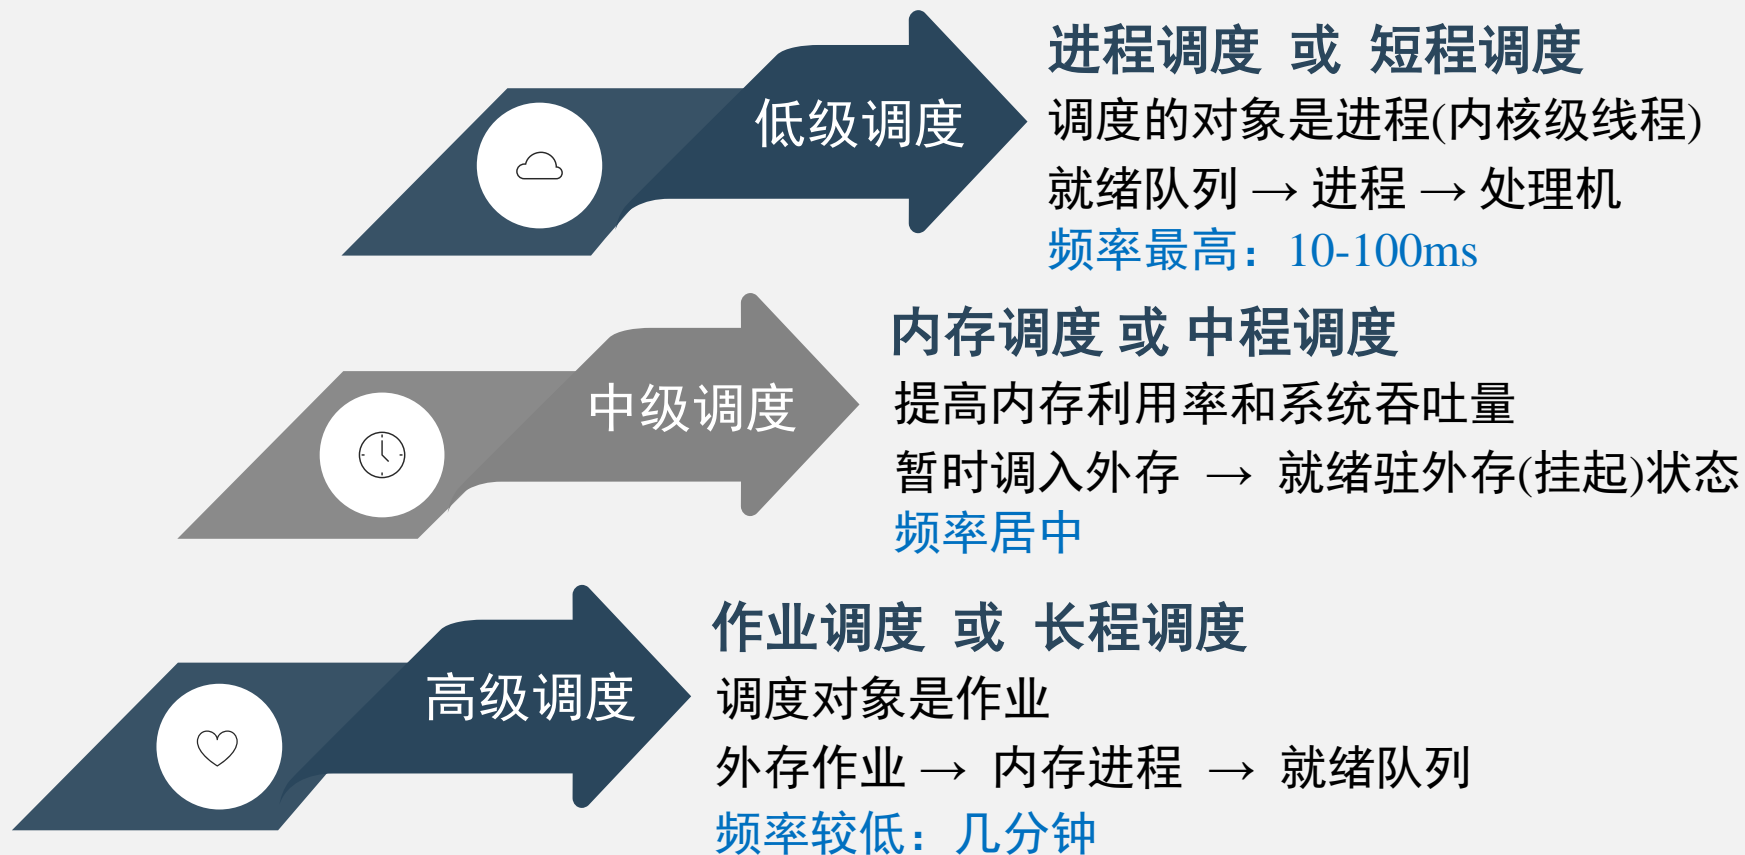 进程调度 或 短程调度
低级调度
调度的对象是进程(内核级线程)
就绪队列 → 进程 → 处理机
频率最高：10-100ms
内存调度 或 中程调度
中级调度
提高内存利用率和系统吞吐量
暂时调入外存 → 就绪驻外存(挂起)状态
频率居中
作业调度 或 长程调度
高级调度
调度对象是作业
外存作业 → 内存进程 → 就绪队列
频率较低：几分钟